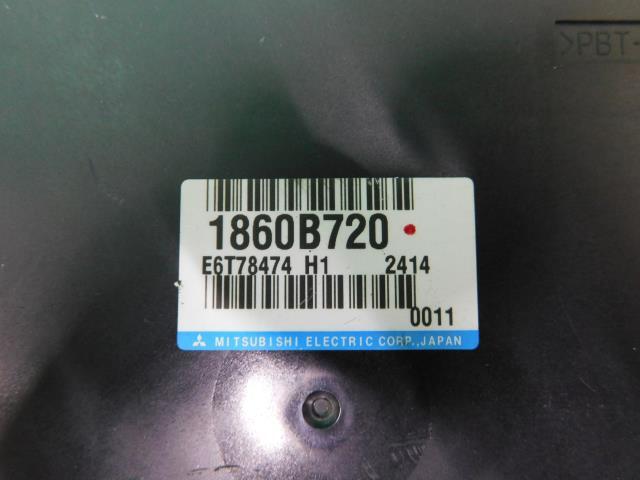 >PBT-
1860B720
E6T78474 H1 2414
0011
MITSUBISHI ELECTRIC CORP.,JAPAN